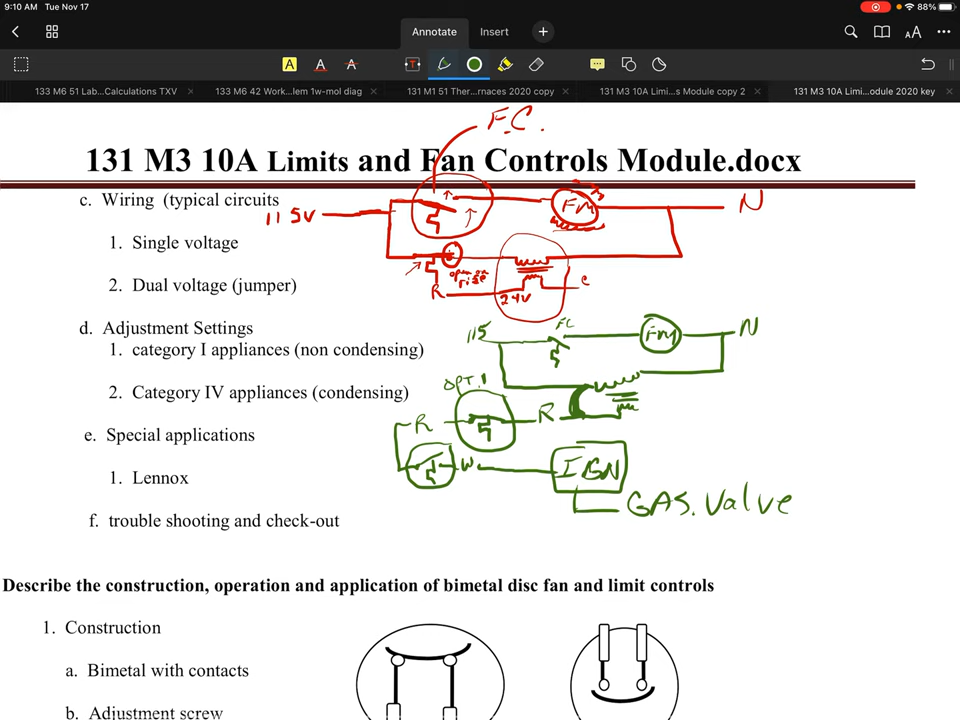 9:10 AM Tue Nov 17
88%
Annotate Insert
133 M6 51 Lab...Calculations TXV
133 M6 42 Work...lem 1w-mol diag
131 M1 51 Ther...rnaces 2020 copy
131 M3 10A Limi...s Module copy 2
131 M3 10A Limi...odule 2020 key
F.C.
131 M3 10A Limits and Fan Controls Module.docx
c. Wiring (typical circuits
115V
FM
N
1. Single voltage
open on
rise
R
24V
C
2. Dual voltage (jumper)
d. Adjustment Settings
115
FC
FM
N
1. category I appliances (non condensing)
OPT.1
2. Category IV appliances (condensing)
R
R
e. Special applications
W
IGN
1. Lennox
GAS. Valve
f. trouble shooting and check-out
Describe the construction, operation and application of bimetal disc fan and limit controls
1. Construction
a. Bimetal with contacts
b. Adjustment screw